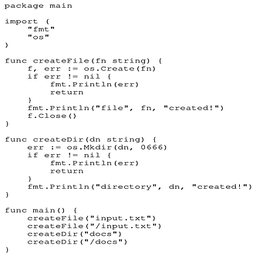 package main

import (
    "fmt"
    "os"
)

func createFile(fn string) {
    f, err := os.Create(fn)
    if err != nil {
        fmt.Println(err)
        return
    }
    fmt.Println("file", fn, "created!")
    f.Close()
}

func createDir(dn string) {
    err := os.Mkdir(dn, 0666)
    if err != nil {
        fmt.Println(err)
        return
    }
    fmt.Println("directory", dn, "created!")
}

func main() {
    createFile("input.txt")
    createFile("/input.txt")
    createDir("docs")
    createDir("/docs")
}